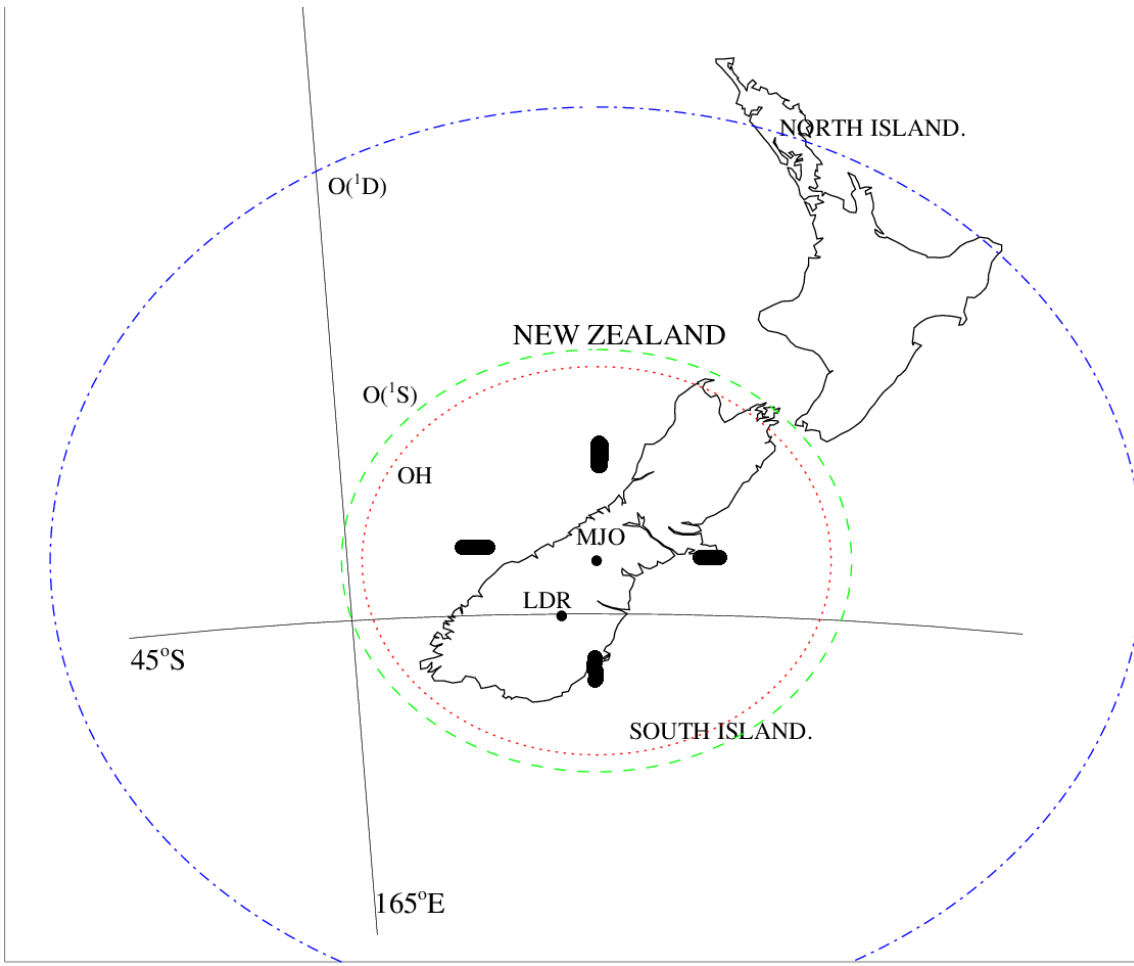 NORTH ISLAND.
O(¹D)
NEW ZEALAND
O(¹S)
OH
MJO
LDR
45°S
SOUTH ISLAND.
165°E